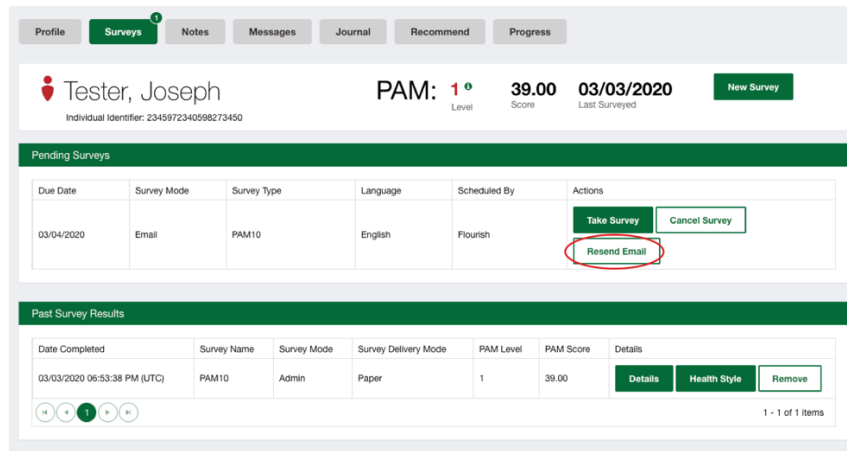 1
Profile Surveys Notes Messages Journal Recommend Progress
Tester, Joseph PAM: 1 39.00 03/03/2020 New Survey
Level Score Last Surveyed
Individual Identifier: 2345972340598273450
Pending Surveys
Due Date Survey Mode Survey Type Language Scheduled By Actions
Take Survey Cancel Survey
03/04/2020 Email PAM10 English Flourish
Resend Email
Past Survey Results
Date Completed Survey Name Survey Mode Survey Delivery Mode PAM Level PAM Score Details
03/03/2020 06:53:38 PM (UTC) PAM10 Admin Paper 1 39.00 Details Health Style Remove
1 1 - 1 of 1 items